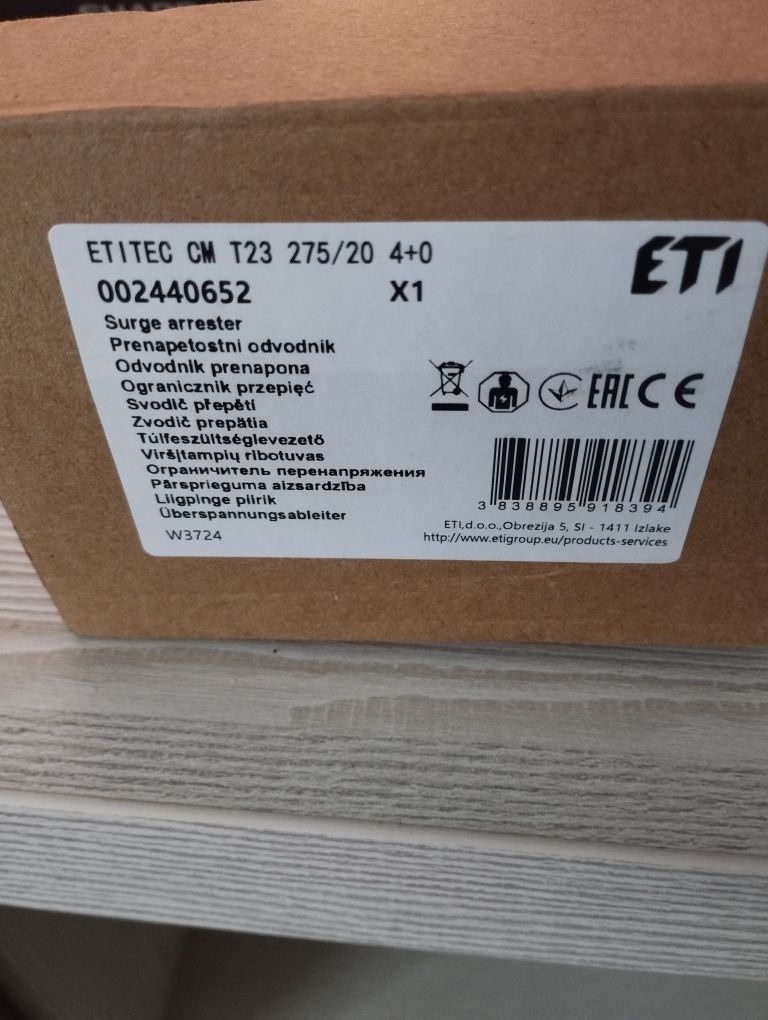 ETITEC CM T23 275/20 4+0
ETI
002440652 X1
Surge arrester
Prenapetostni odvodnik
Odvodnik prenapona
Ogranicznik przepięć
Svodič přepětí
Zvodič prepätia
Túlfeszültséglevezető
Viršįtampių ribotuvas
Ограничитель перенапряжения
Pārsprieguma aizsardzība
Liigpinge piirik
Überspannungsableiter
W3724
EAC CE
3 838895 918394
ETI,d.o.o.,Obrezija 5, SI - 1411 Izlake
http://www.etigroup.eu/products-services